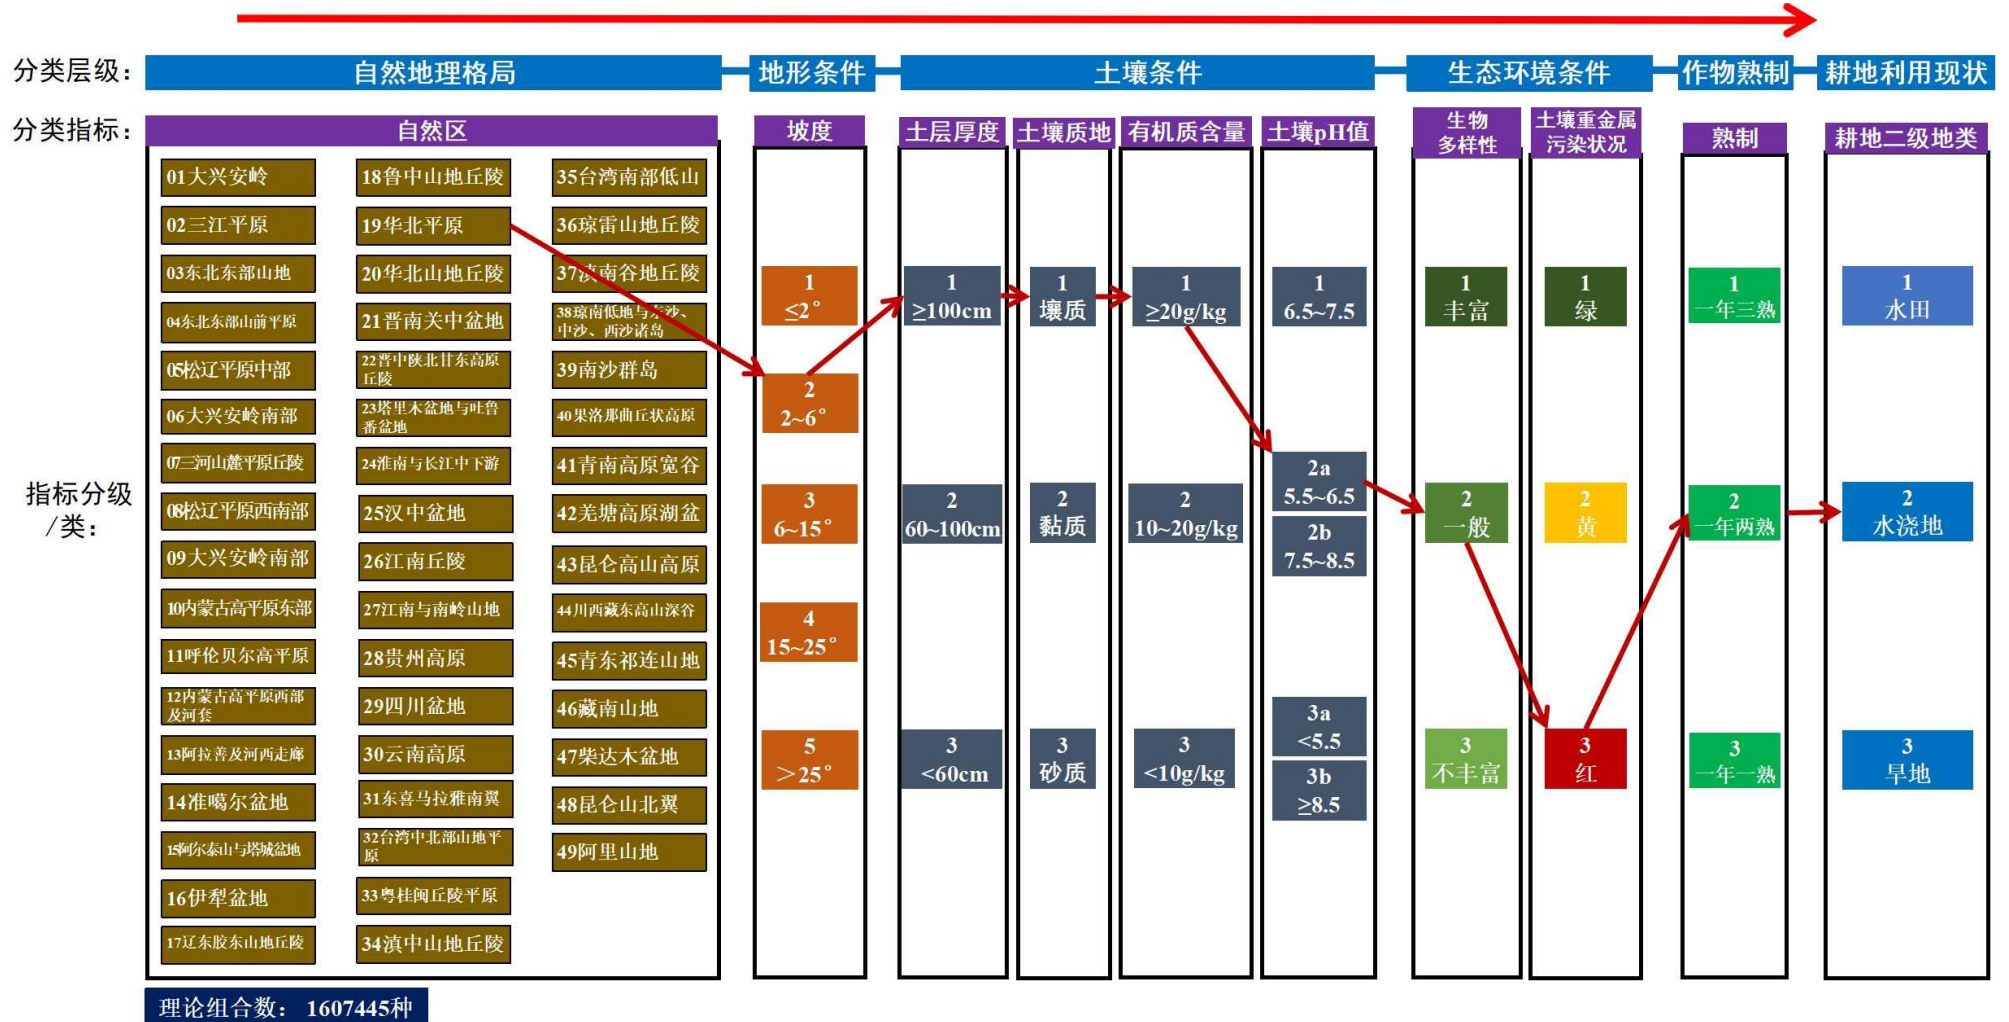 分类层级：
自然地理格局
地形条件
土壤条件
生态环境条件
作物熟制
耕地利用现状
分类指标：
自然区
坡度
土层厚度
土壤质地
有机质含量
土壤pH值
生物
多样性
土壤重金属
污染状况
熟制
耕地二级地类
指标分级
/类：
01大兴安岭
02三江平原
03东北东部山地
04东北东部山前平原
05松辽平原中部
06大兴安岭南部
07三河山麓平原丘陵
08松辽平原西南部
09大兴安岭南部
10内蒙古高平原东部
11呼伦贝尔高平原
12内蒙古高平原西部
及河套
13阿拉善及河西走廊
14准噶尔盆地
15阿尔泰山与塔城盆地
16伊犁盆地
17辽东胶东山地丘陵
18鲁中山地丘陵
19华北平原
20华北山地丘陵
21晋南关中盆地
22晋中陕北甘东高原
丘陵
23塔里木盆地与吐鲁
番盆地
24淮南与长江中下游
25汉中盆地
26江南丘陵
27江南与南岭山地
28贵州高原
29四川盆地
30云南高原
31东喜马拉雅南翼
32台湾中北部山地平
原
33粤桂闽丘陵平原
34滇中山地丘陵
35台湾南部低山
36琼雷山地丘陵
37滇南谷地丘陵
38琼南低地与东沙、
中沙、西沙诸岛
39南沙群岛
40果洛那曲丘状高原
41青南高原宽谷
42羌塘高原湖盆
43昆仑高山高原
44川西藏东高山深谷
45青东祁连山地
46藏南山地
47柴达木盆地
48昆仑山北翼
49阿里山地
1
≤2°
2
2~6°
3
6~15°
4
15~25°
5
＞25°
1
≥100cm
2
60~100cm
3
<60cm
1
壤质
2
黏质
3
砂质
1
≥20g/kg
2
10~20g/kg
3
<10g/kg
1
6.5~7.5
2a
5.5~6.5
2b
7.5~8.5
3a
<5.5
3b
≥8.5
1
丰富
2
一般
3
不丰富
1
绿
2
黄
3
红
1
一年三熟
2
一年两熟
3
一年一熟
1
水田
2
水浇地
3
旱地
理论组合数： 1607445种